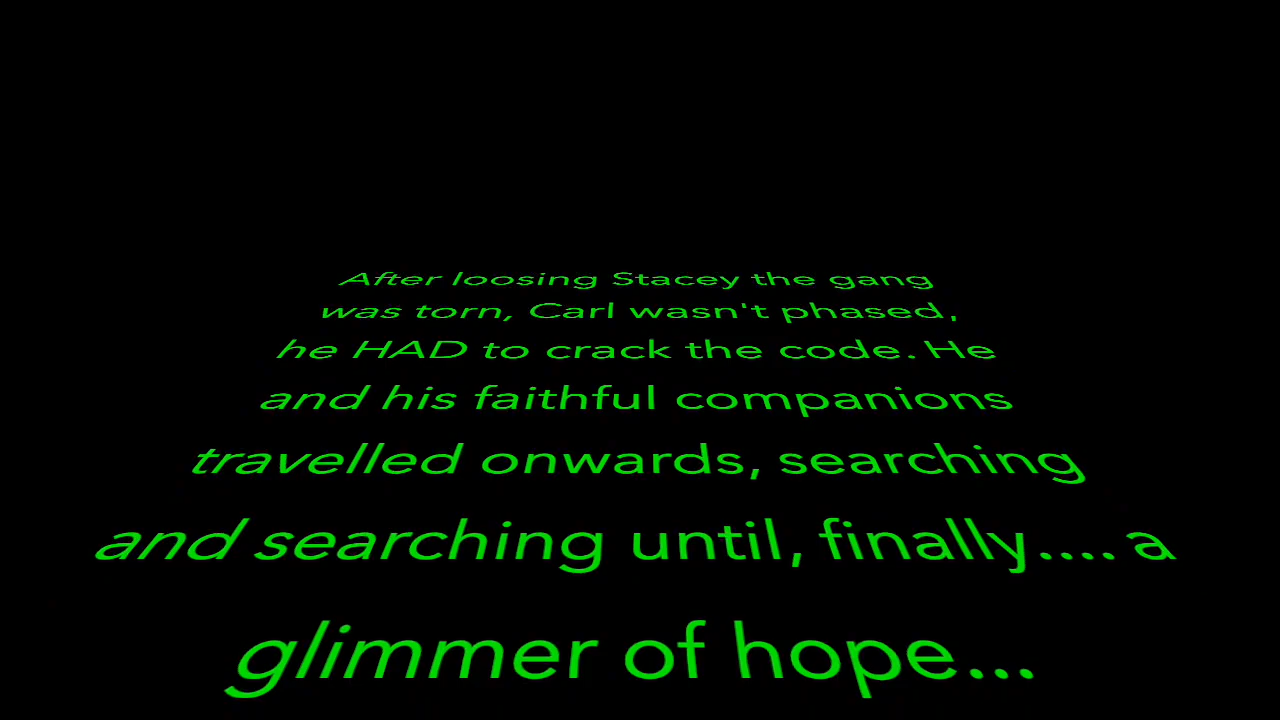 After loosing Stacey the gang
was torn, Carl wasn't phased,
he HAD to crack the code. He
and his faithful companions
travelled onwards, searching
and searching until, finally.... a
glimmer of hope...